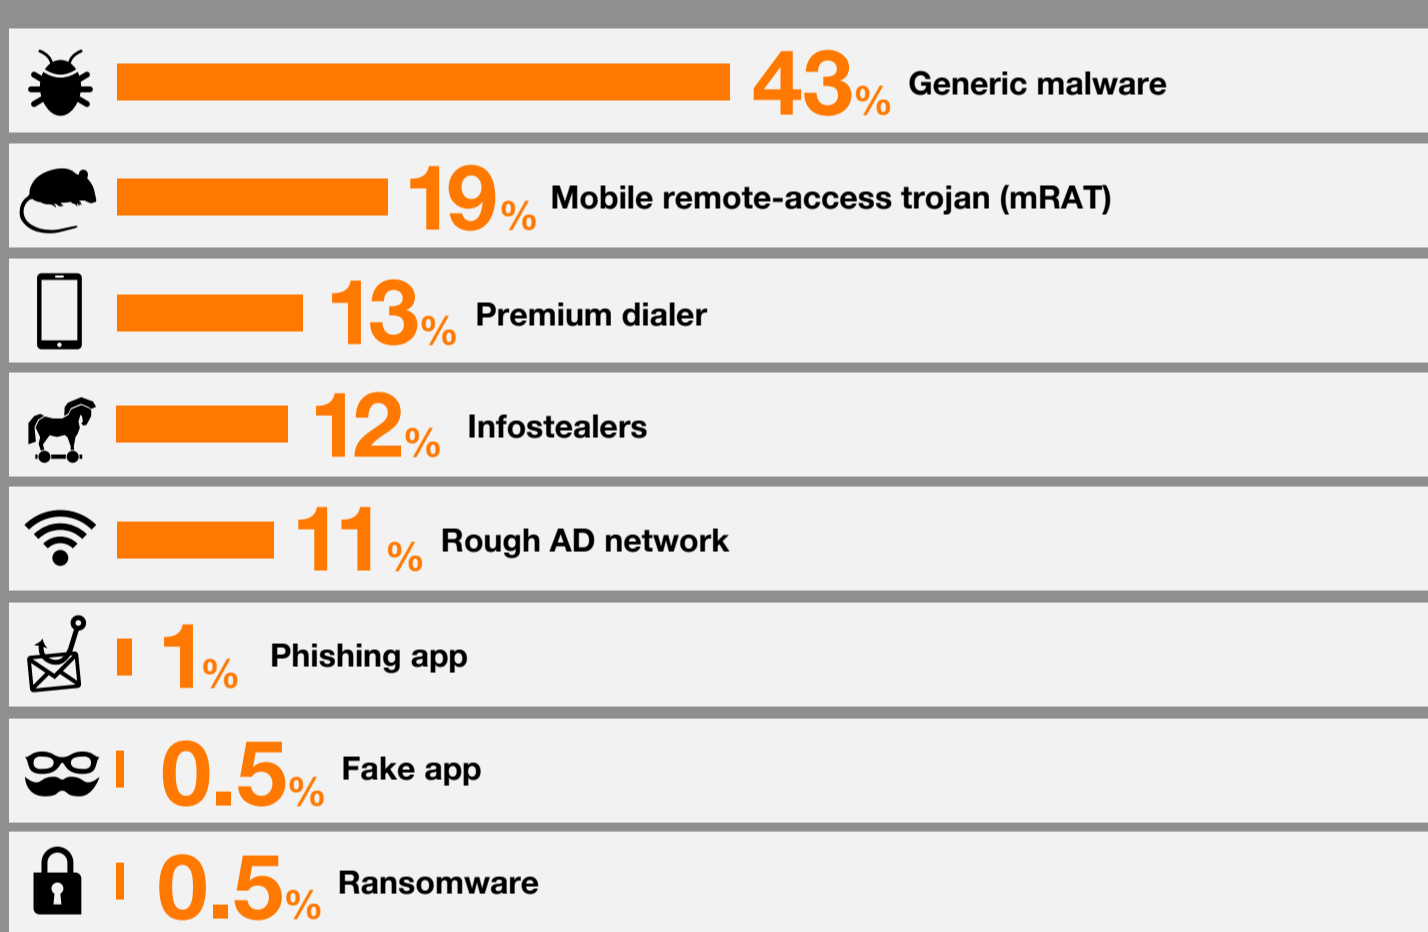 43% Generic malware
19% Mobile remote-access trojan (mRAT)
13% Premium dialer
12% Infostealers
11% Rough AD network
1% Phishing app
0.5% Fake app
0.5% Ransomware